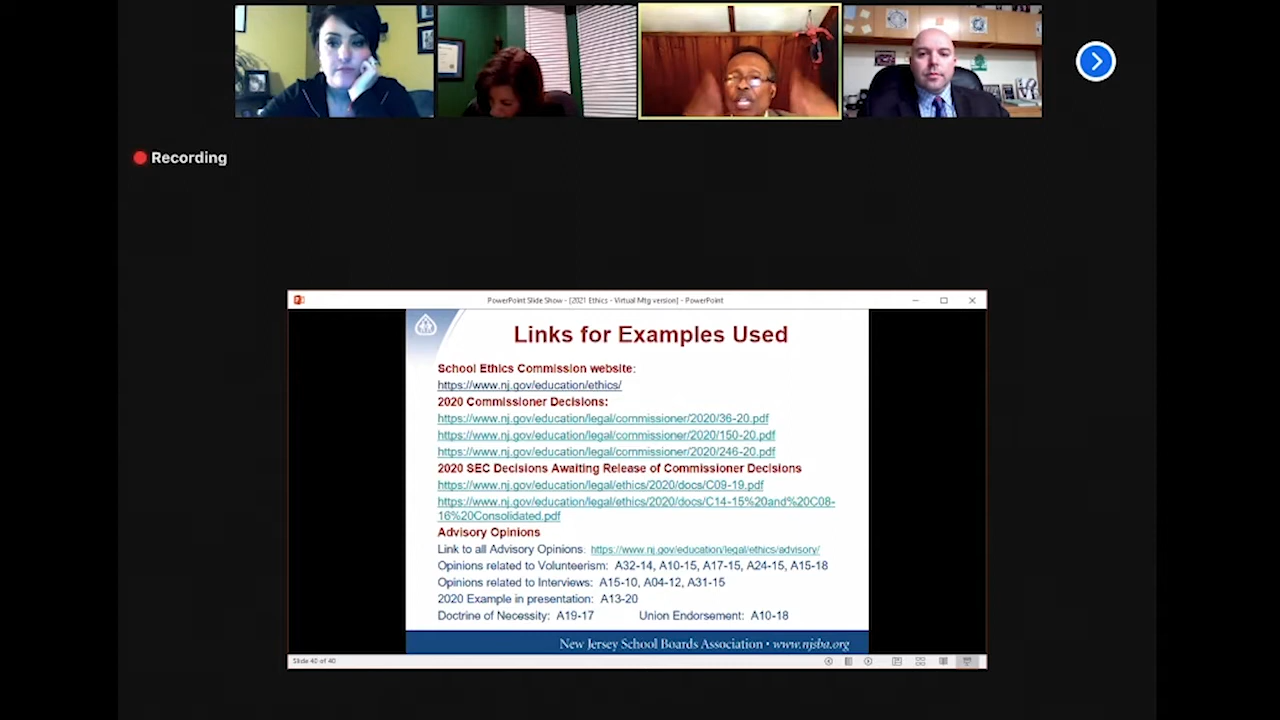 Recording
PowerPoint Slide Show - [2021 Ethics - Virtual Mtg version] - PowerPoint
Links for Examples Used
School Ethics Commission website:
https://www.nj.gov/education/ethics/
2020 Commissioner Decisions:
https://www.nj.gov/education/legal/commissioner/2020/36-20.pdf
https://www.nj.gov/education/legal/commissioner/2020/150-20.pdf
https://www.nj.gov/education/legal/commissioner/2020/246-20.pdf
2020 SEC Decisions Awaiting Release of Commissioner Decisions
https://www.nj.gov/education/legal/ethics/2020/docs/C09-19.pdf
https://www.nj.gov/education/legal/ethics/2020/docs/C14-15%20and%20C08-
16%20Consolidated.pdf
Advisory Opinions
Link to all Advisory Opinions: https://www.nj.gov/education/legal/ethics/advisory/
Opinions related to Volunteerism: A32-14, A10-15, A17-15, A24-15, A15-18
Opinions related to Interviews: A15-10, A04-12, A31-15
2020 Example in presentation: A13-20
Doctrine of Necessity: A19-17 Union Endorsement: A10-18
New Jersey School Boards Association • www.njsba.org
Slide 40 of 40